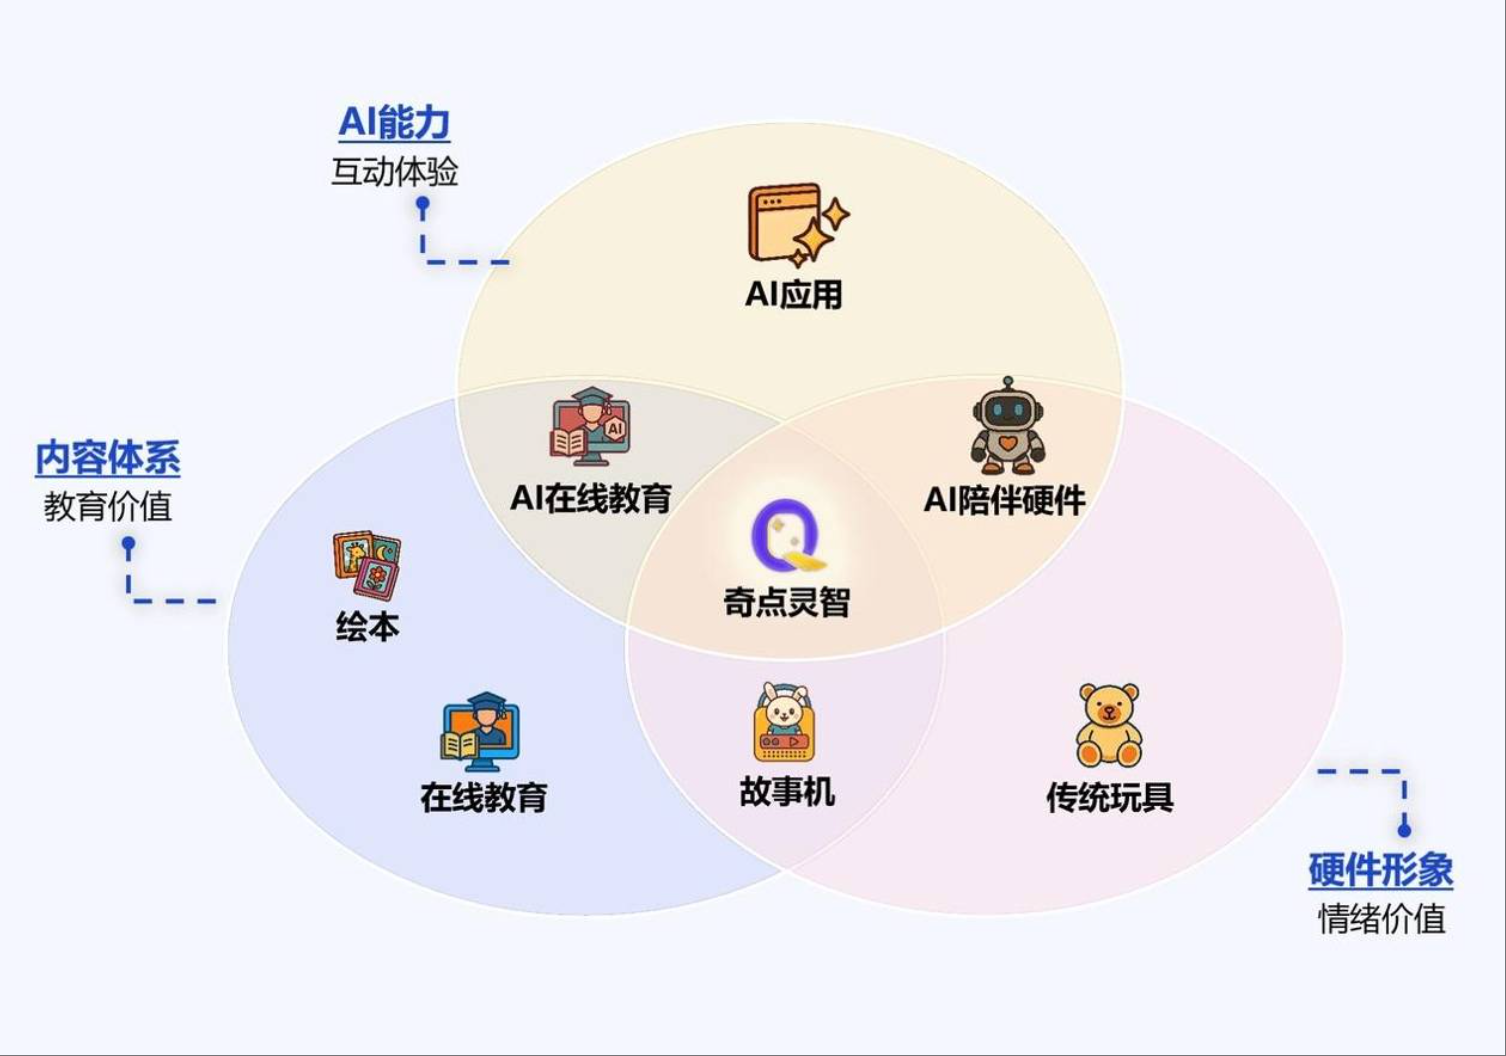 AI能力
互动体验
AI应用
AI
AI在线教育
AI陪伴硬件
内容体系
教育价值
奇点灵智
绘本
在线教育
故事机
传统玩具
硬件形象
情绪价值